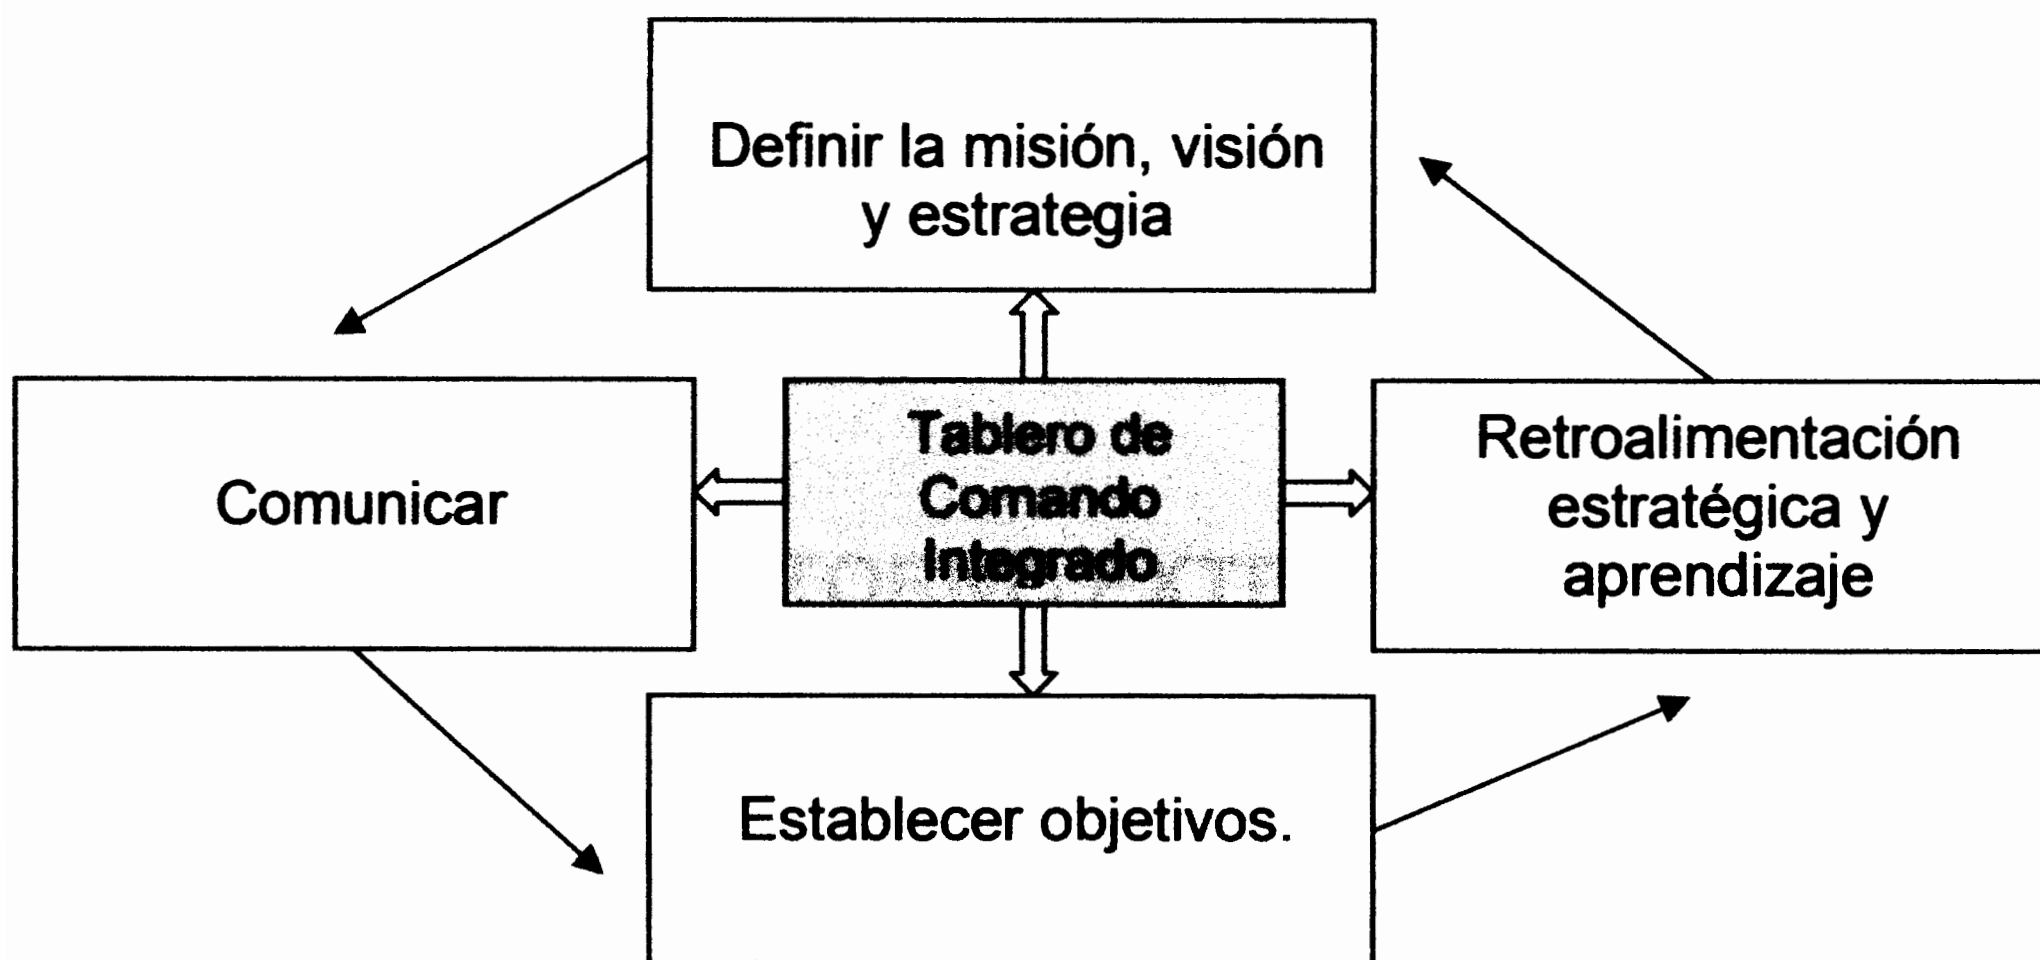 Definir la misión, visión
y estrategia
Comunicar
Tablero de
Comando
Integrado
Retroalimentación
estratégica y
aprendizaje
Establecer objetivos.